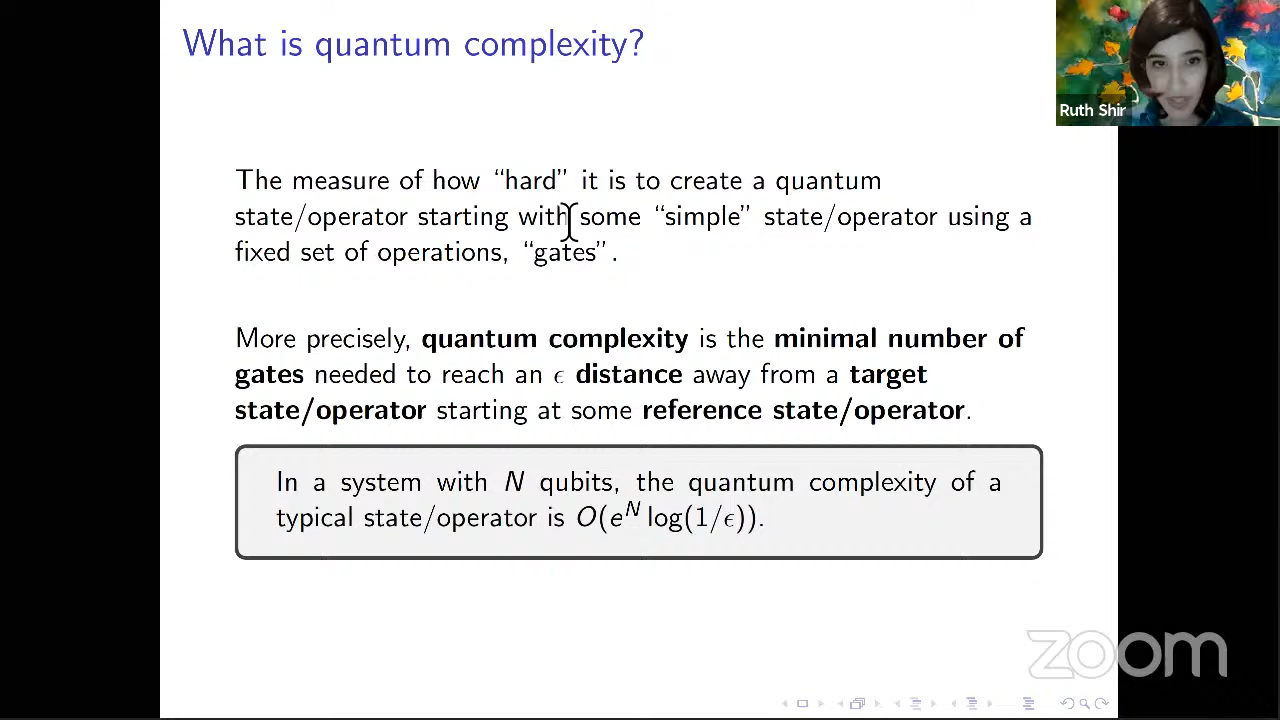 What is quantum complexity?
Ruth Shir
The measure of how “hard” it is to create a quantum
state/operator starting with some “simple” state/operator using a
fixed set of operations, “gates”.
More precisely, quantum complexity is the minimal number of
gates needed to reach an ϵ distance away from a target
state/operator starting at some reference state/operator.
In a system with N qubits, the quantum complexity of a
typical state/operator is O(e^N log(1/ϵ)).
zoom